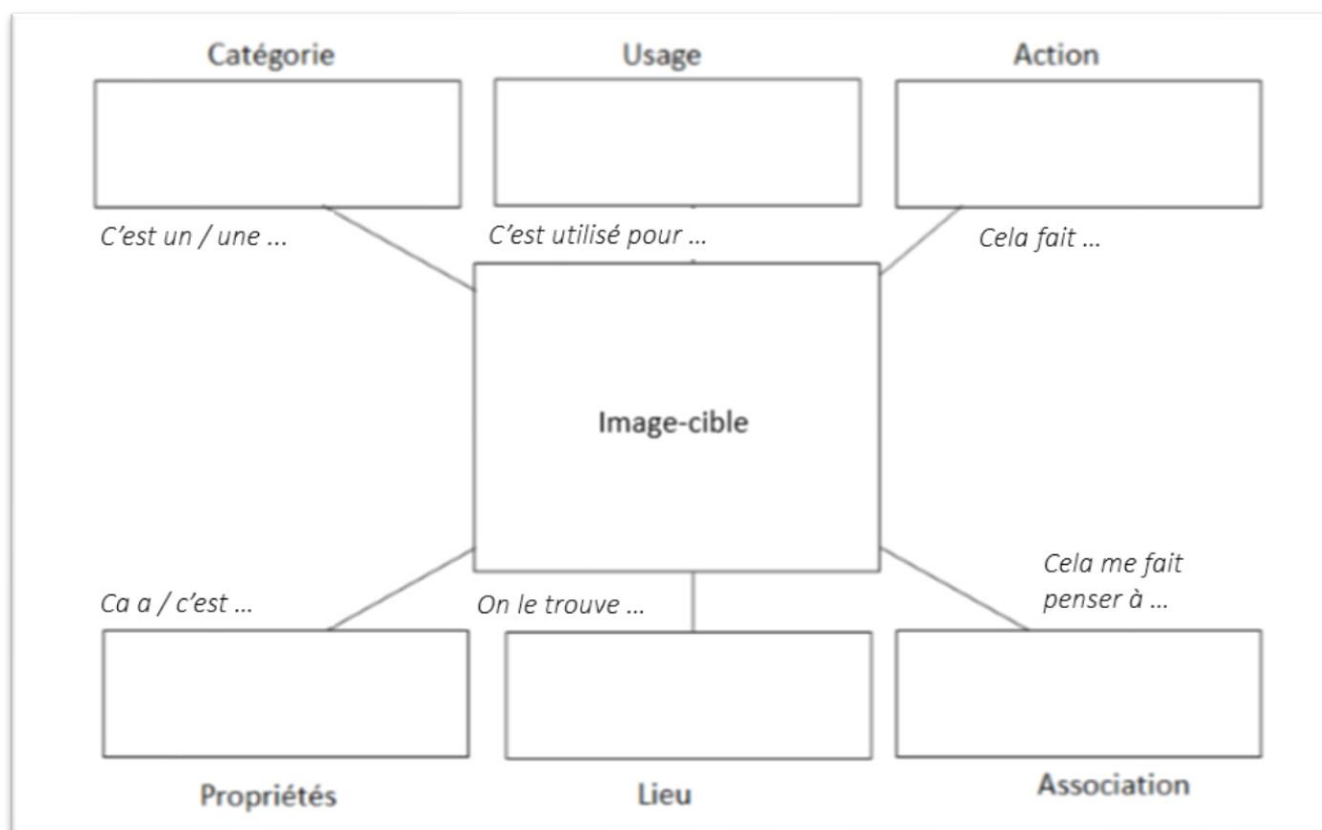 Catégorie
Usage
Action
C'est un / une ...
C'est utilisé pour ...
Cela fait ...
Image-cible
Ca a / c'est ...
On le trouve ...
Cela me fait
penser à ...
Propriétés
Lieu
Association